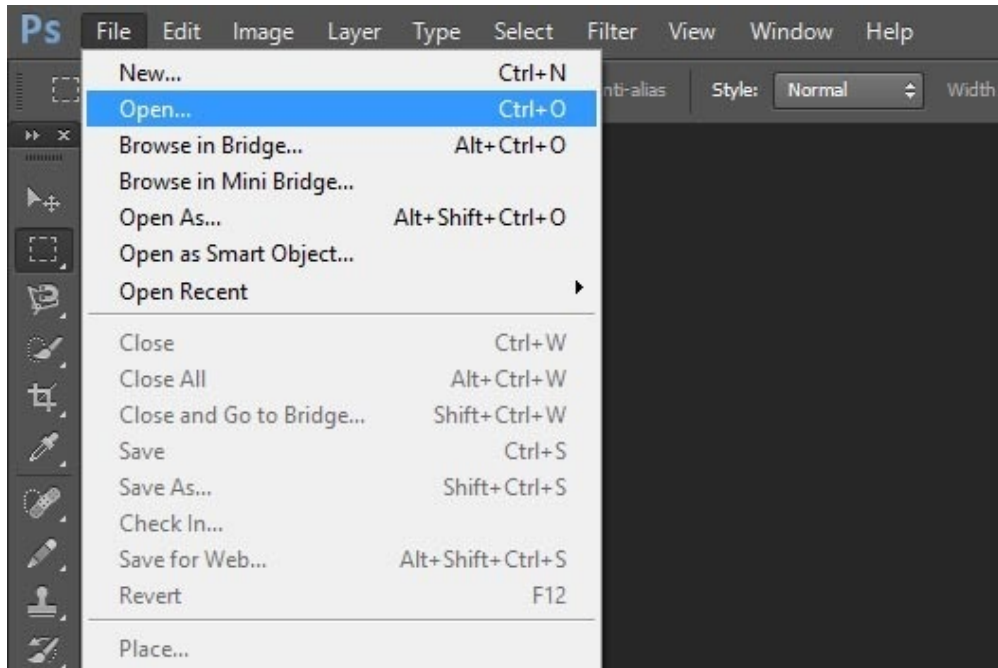 Ps File Edit Image Layer Type Select Filter View Window Help
nti-alias Style: Normal Width
New... Ctrl+N
Open... Ctrl+O
Browse in Bridge... Alt+Ctrl+O
Browse in Mini Bridge...
Open As... Alt+Shift+Ctrl+O
Open as Smart Object...
Open Recent
Close Ctrl+W
Close All Alt+Ctrl+W
Close and Go to Bridge... Shift+Ctrl+W
Save Ctrl+S
Save As... Shift+Ctrl+S
Check In...
Save for Web... Alt+Shift+Ctrl+S
Revert F12
Place...